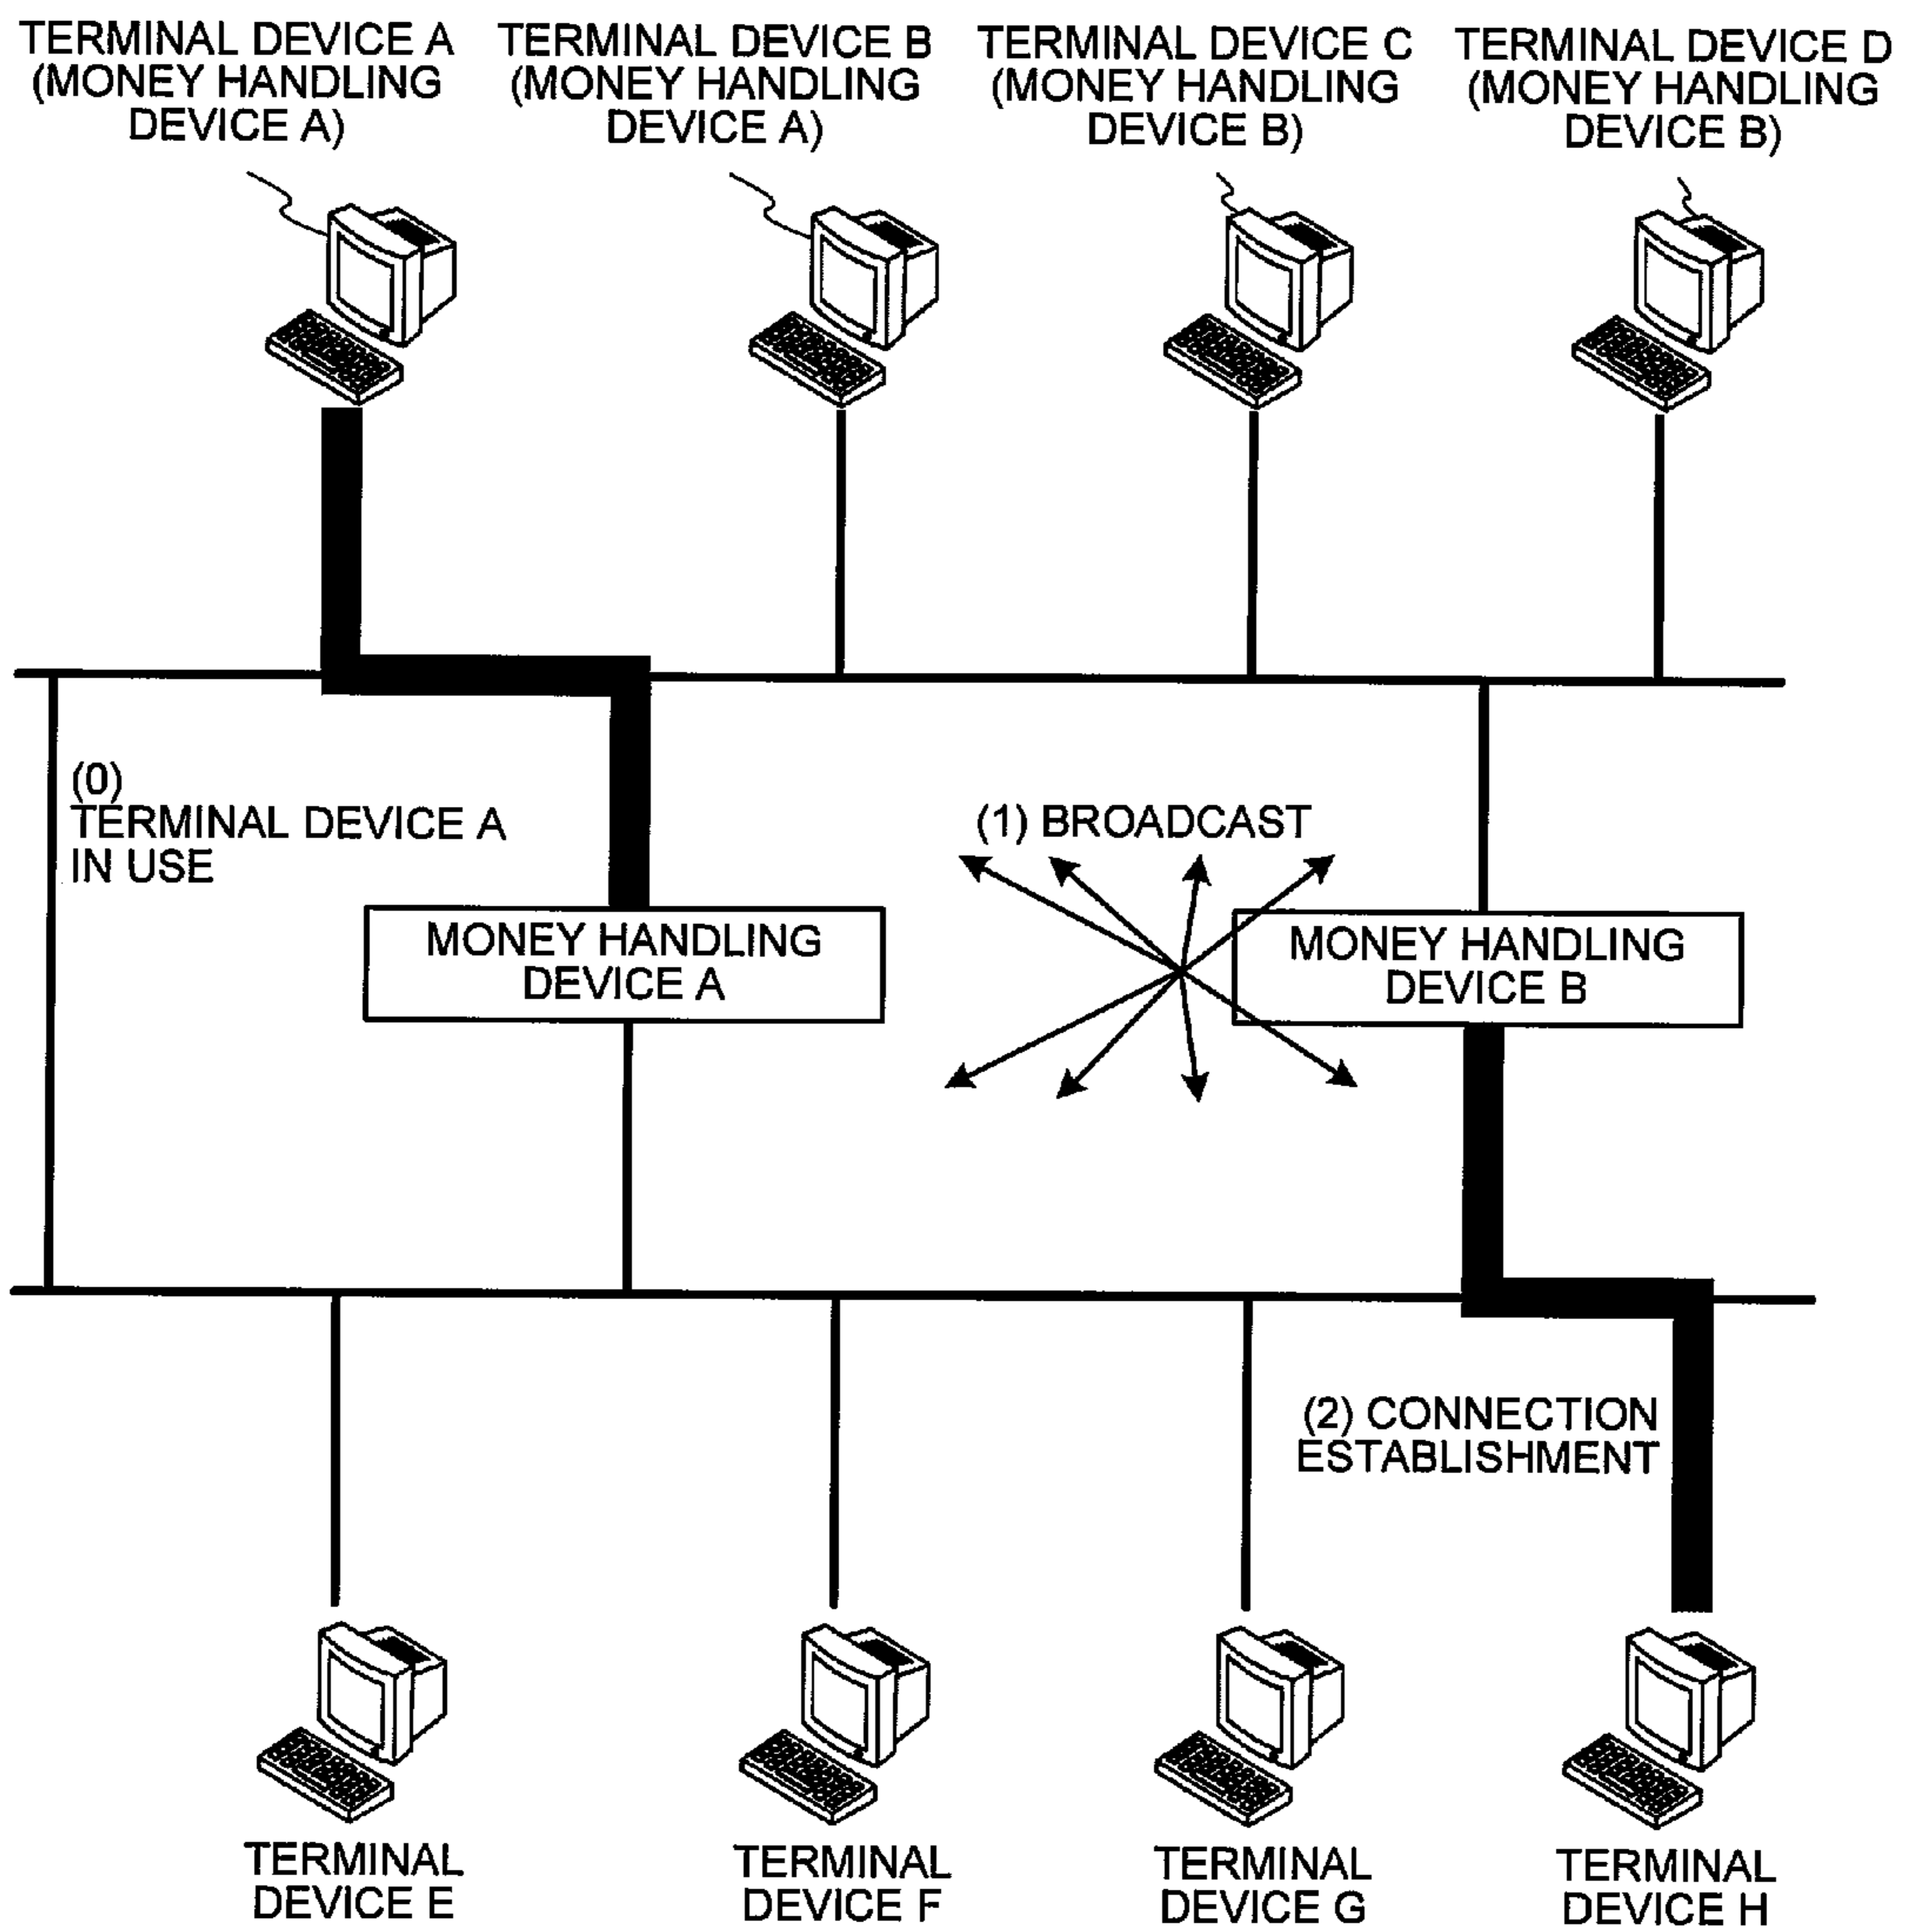 TERMINAL DEVICE A
(MONEY HANDLING
DEVICE A)
TERMINAL DEVICE B
(MONEY HANDLING
DEVICE A)
TERMINAL DEVICE C
(MONEY HANDLING
DEVICE B)
TERMINAL DEVICE D
(MONEY HANDLING
DEVICE B)
(0)
TERMINAL DEVICE A
IN USE
(1) BROADCAST
MONEY HANDLING
DEVICE A
MONEY HANDLING
DEVICE B
(2) CONNECTION
ESTABLISHMENT
TERMINAL
DEVICE E
TERMINAL
DEVICE F
TERMINAL
DEVICE G
TERMINAL
DEVICE H